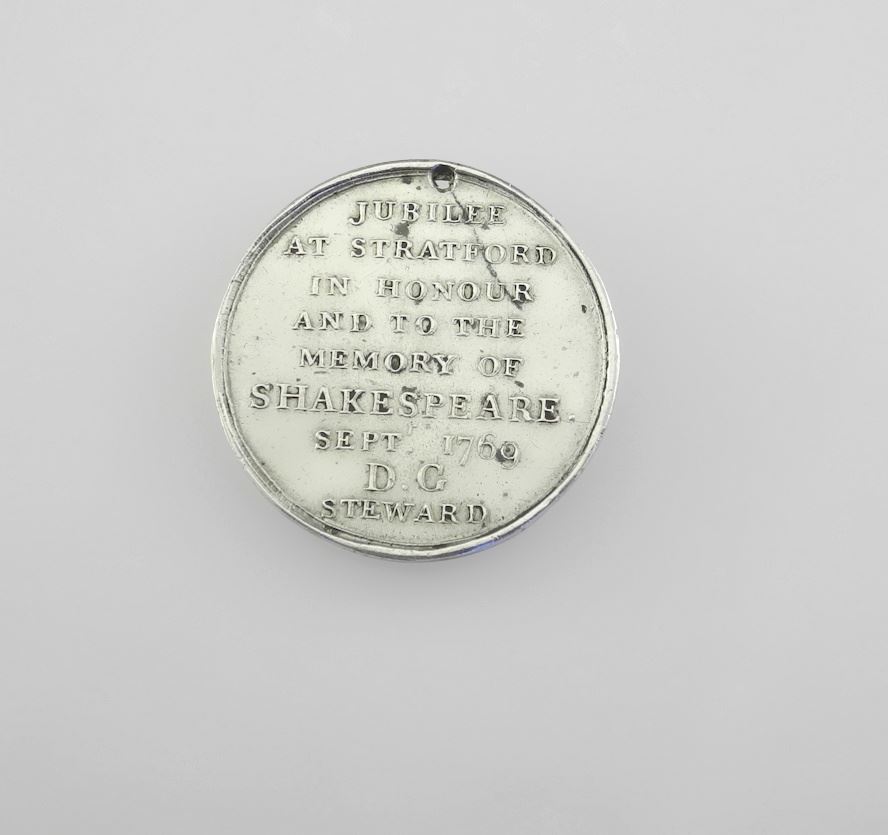 JUBILEE
AT STRATFORD
IN HONOUR
AND TO THE
MEMORY OF
SHAKESPEARE.
SEPT 1769
D.G
STEWARD